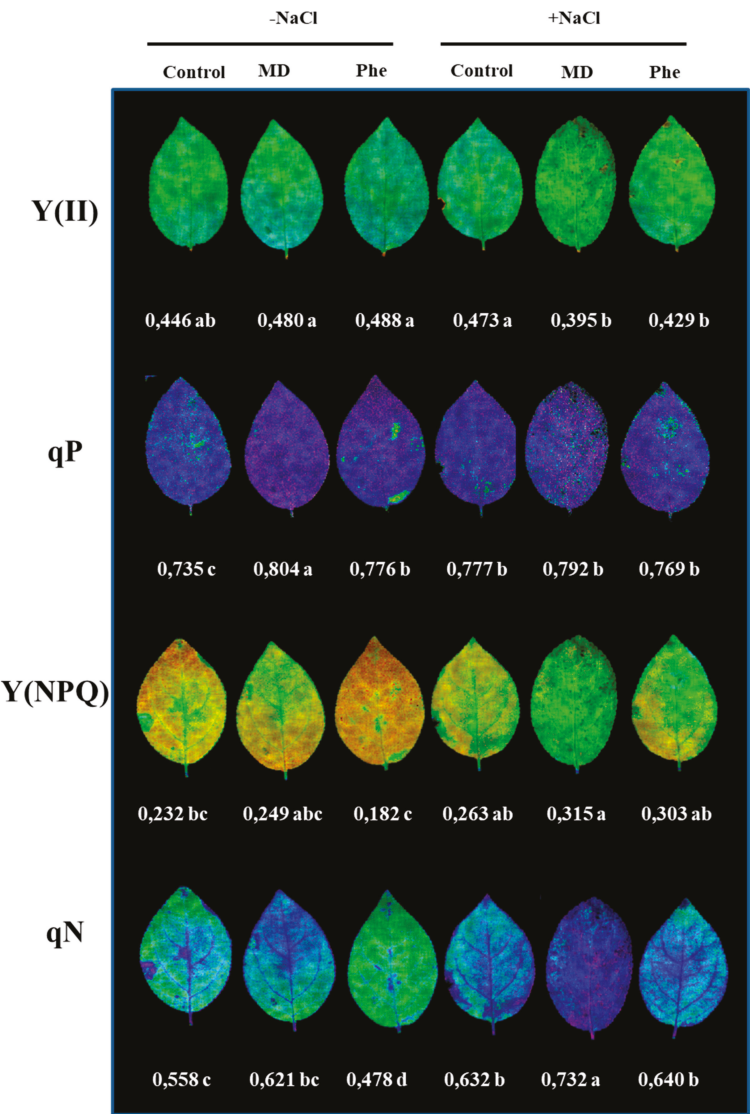 -NaCl +NaCl
Control MD Phe Control MD Phe
Y(II)
0,446 ab 0,480 a 0,488 a 0,473 a 0,395 b 0,429 b
qP
0,735 c 0,804 a 0,776 b 0,777 b 0,792 b 0,769 b
Y(NPQ)
0,232 bc 0,249 abc 0,182 c 0,263 ab 0,315 a 0,303 ab
qN
0,558 c 0,621 bc 0,478 d 0,632 b 0,732 a 0,640 b